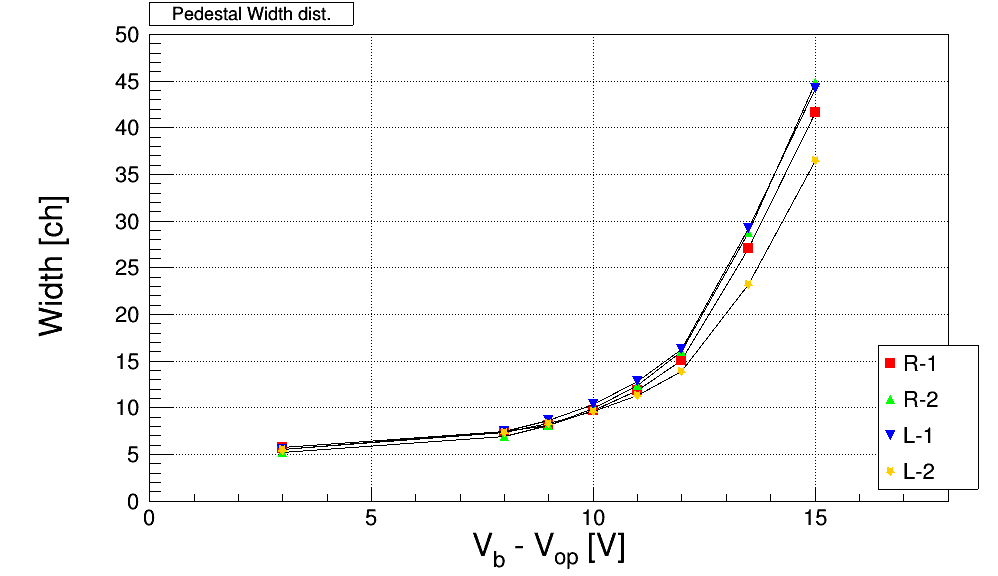 Pedestal Width dist.
50
45
40
35
30
25
20
15
10
5
0
Width [ch]
0 5 10 15
V_b - V_op [V]
R-1
R-2
L-1
L-2